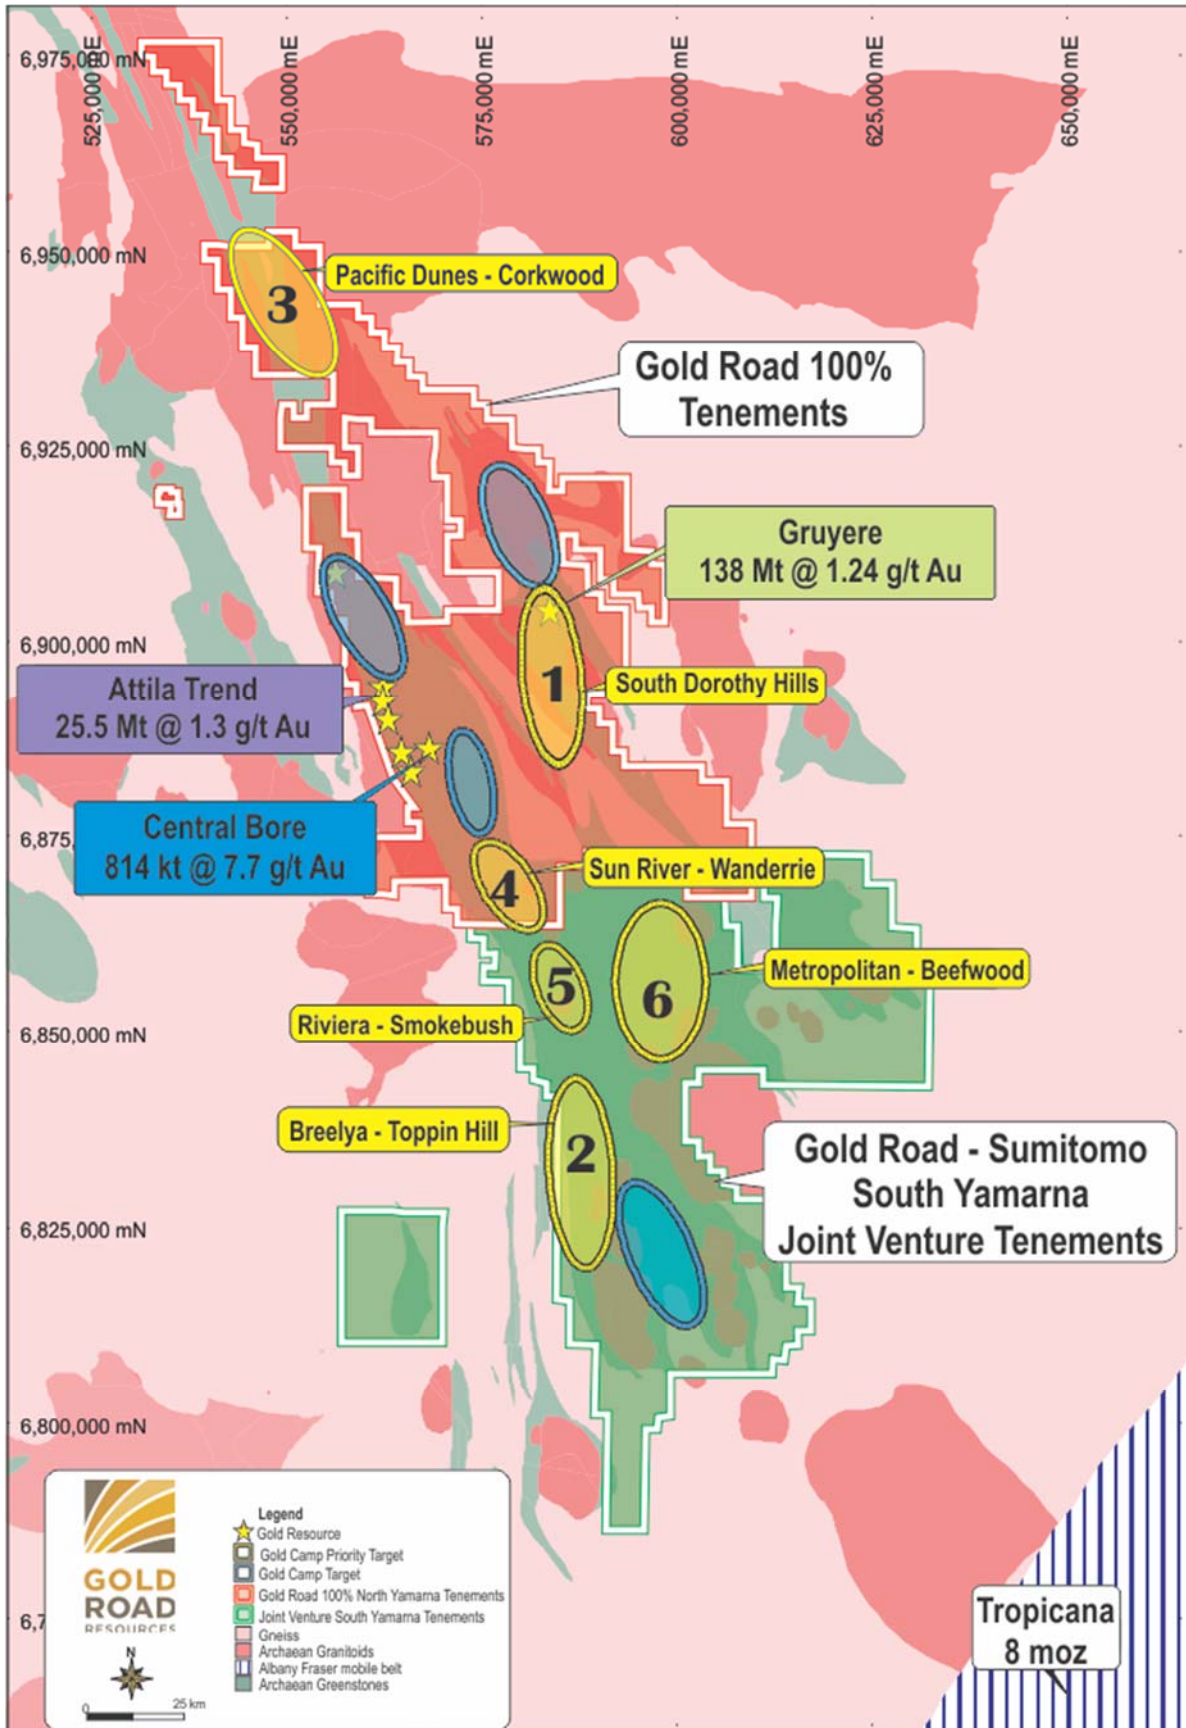 525,000 mE
550,000 mE
575,000 mE
600,000 mE
625,000 mE
650,000 mE
6,975,000 mN
6,950,000 mN
3
Pacific Dunes - Corkwood
Gold Road 100%
Tenements
6,925,000 mN
Gruyere
138 Mt @ 1.24 g/t Au
6,900,000 mN
1
South Dorothy Hills
Attila Trend
25.5 Mt @ 1.3 g/t Au
6,875,
Central Bore
814 kt @ 7.7 g/t Au
Sun River - Wanderrie
4
Metropolitan - Beefwood
5
6
Riviera - Smokebush
6,850,000 mN
Breelya - Toppin Hill
2
Gold Road - Sumitomo
South Yamarna
Joint Venture Tenements
6,825,000 mN
6,800,000 mN
6,7
GOLD
ROAD
RESOURCES
N
0 25 km
Legend
Gold Resource
Gold Camp Priority Target
Gold Camp Target
Gold Road 100% North Yamarna Tenements
Joint Venture South Yamarna Tenements
Gneiss
Archaean Granitoids
Albany Fraser mobile belt
Archaean Greenstones
Tropicana
8 moz